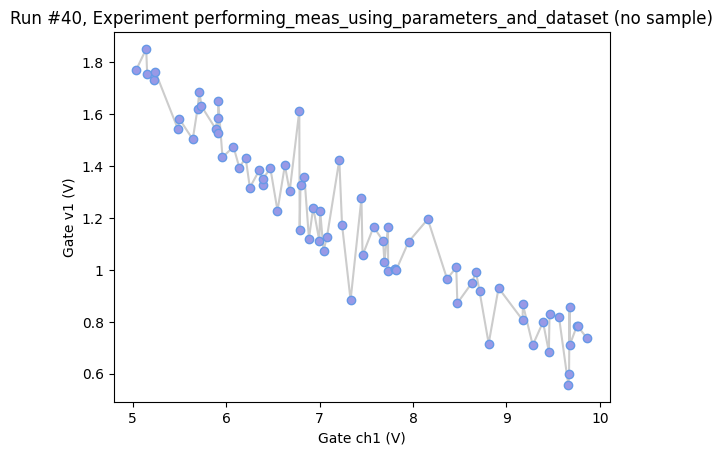 Run #40, Experiment performing_meas_using_parameters_and_dataset (no sample)
1.8
1.6
1.4
1.2
1
0.8
0.6
Gate v1 (V)
5 6 7 8 9 10
Gate ch1 (V)